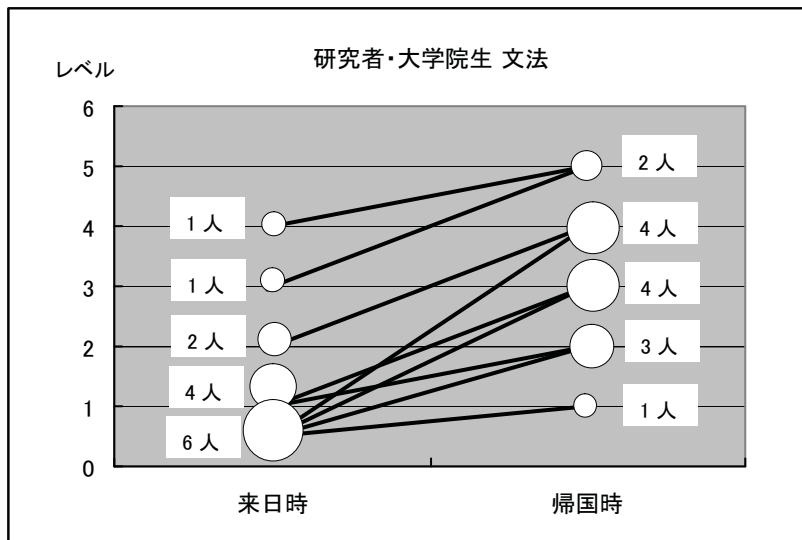 研究者・大学院生 文法
レベル
6
5
4
3
2
1
0
1 人
1 人
2 人
4 人
6 人
2 人
4 人
4 人
3 人
1 人
来日時
帰国時